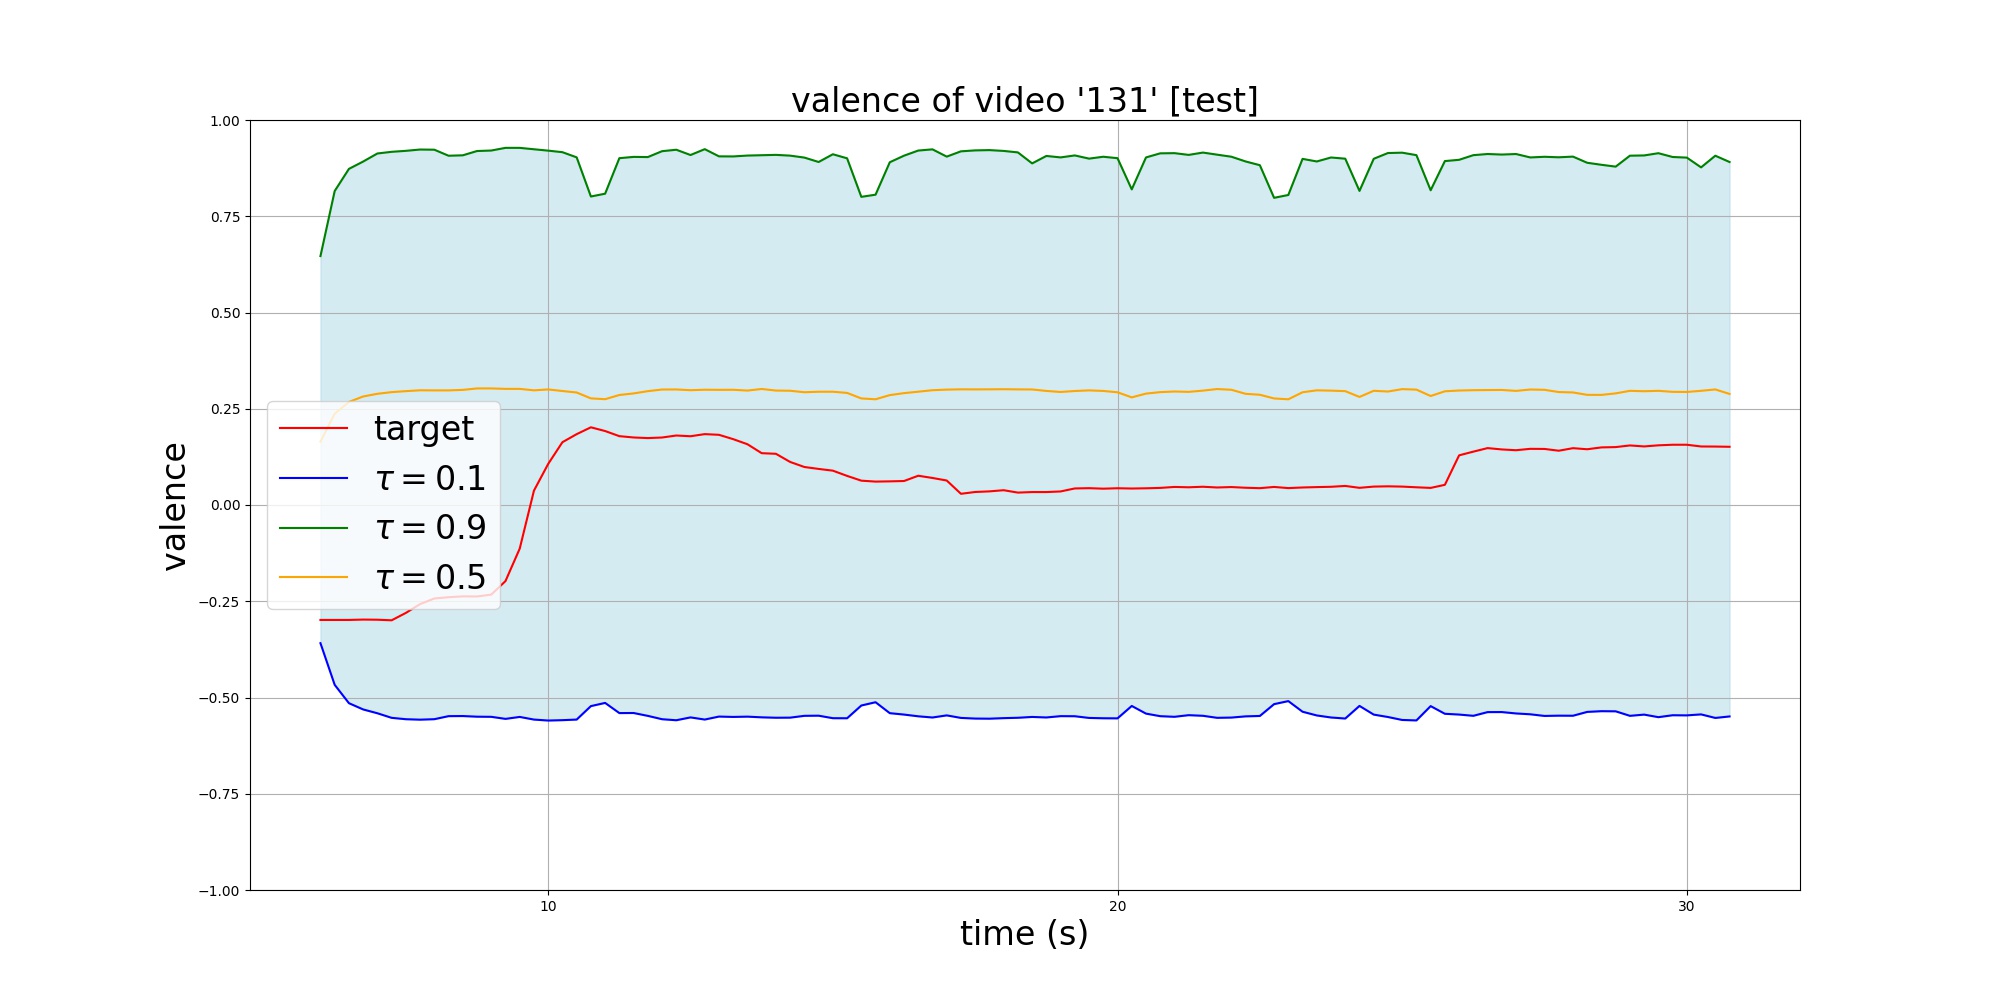 valence of video '131' [test]
1.00
0.75
0.50
0.25
0.00
−0.25
−0.50
−0.75
−1.00
valence
target
τ = 0.1
τ = 0.9
τ = 0.5
10
20
30
time (s)